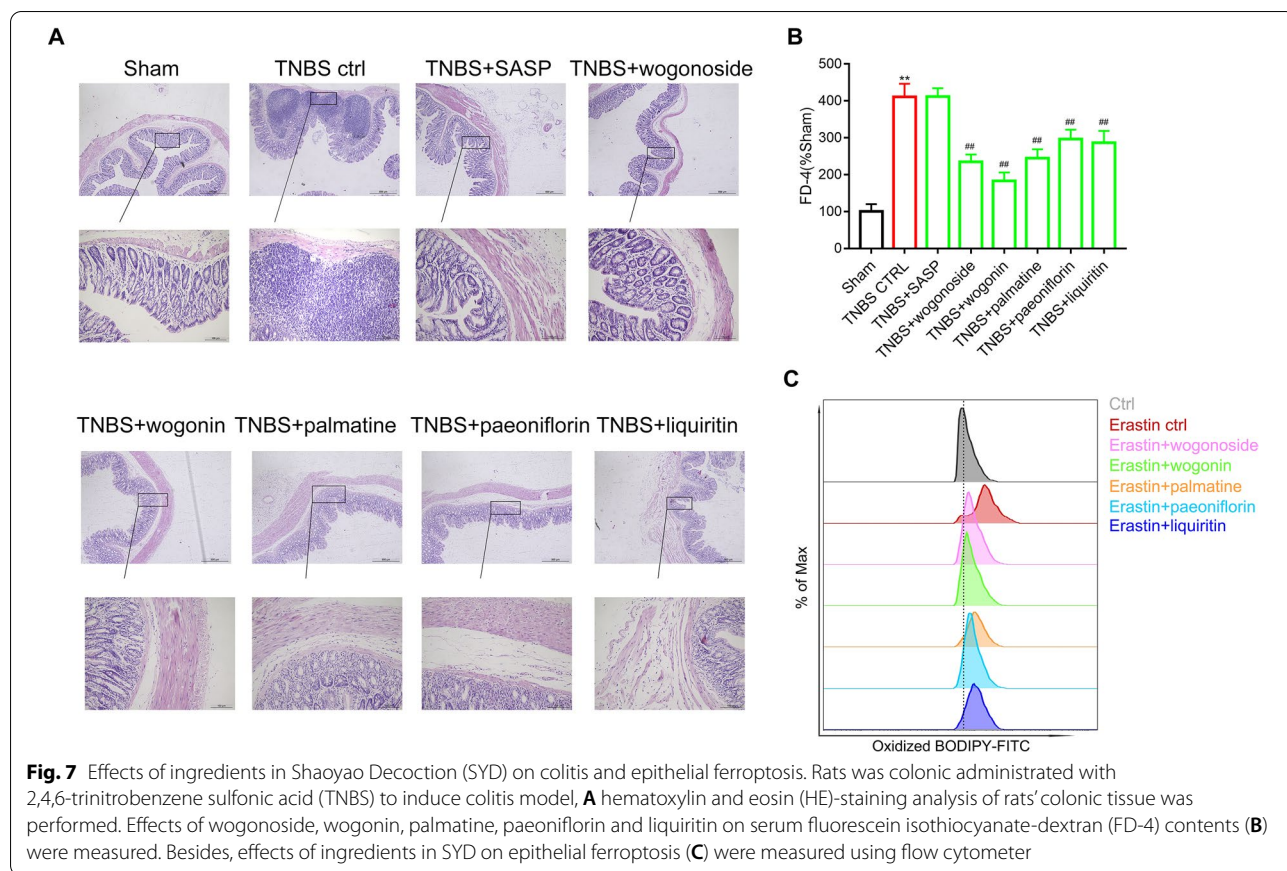 A
Sham
TNBS ctrl
TNBS+SASP
TNBS+wogonoside
TNBS+wogonin
TNBS+palmatine
TNBS+paeoniflorin
TNBS+liquiritin
B
FD-4(%Sham)
500
400
300
200
100
0
**
##
##
##
##
##
Sham
TNBS CTRL
TNBS+SASP
TNBS+wogonoside
TNBS+wogonin
TNBS+palmatine
TNBS+paeoniflorin
TNBS+liquiritin
C
% of Max
Oxidized BODIPY-FITC
Ctrl
Erastin ctrl
Erastin+wogonoside
Erastin+wogonin
Erastin+palmatine
Erastin+paeoniflorin
Erastin+liquiritin
Fig. 7 Effects of ingredients in Shaoyao Decoction (SYD) on colitis and epithelial ferroptosis. Rats was colonic administrated with
2,4,6-trinitrobenzene sulfonic acid (TNBS) to induce colitis model, A hematoxylin and eosin (HE)-staining analysis of rats' colonic tissue was
performed. Effects of wogonoside, wogonin, palmatine, paeoniflorin and liquiritin on serum fluorescein isothiocyanate-dextran (FD-4) contents (B)
were measured. Besides, effects of ingredients in SYD on epithelial ferroptosis (C) were measured using flow cytometer